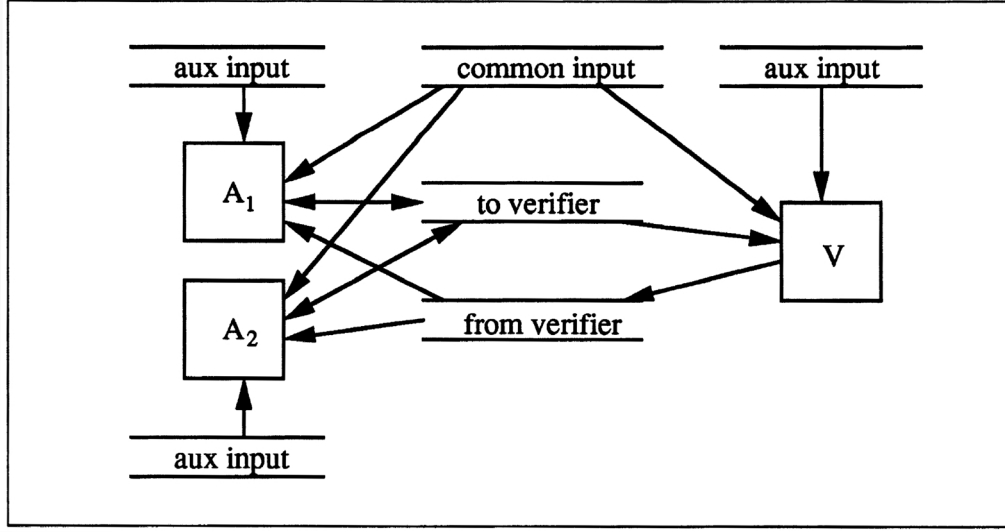 aux input
common input
aux input
A1
to verifier
V
from verifier
A2
aux input